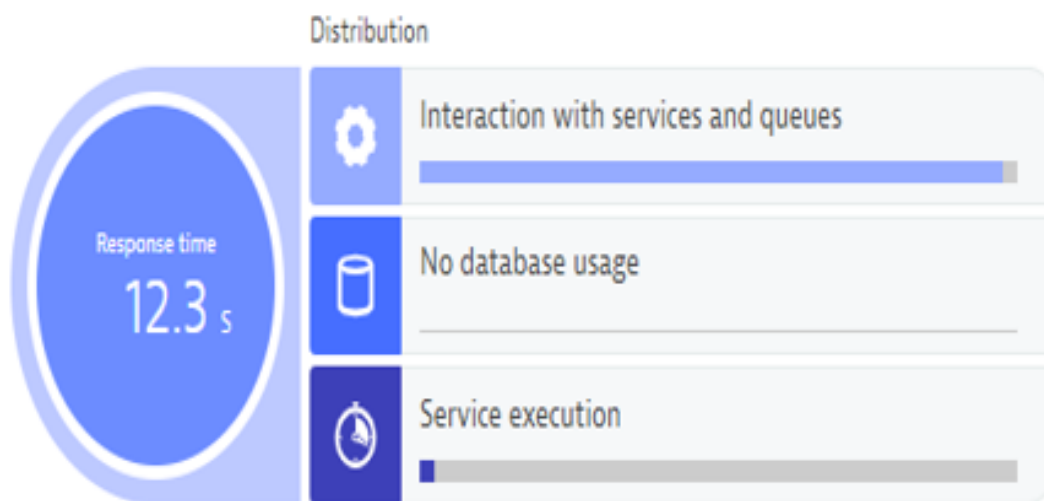 Distribution
Interaction with services and queues
Response time
12.3 s
No database usage
Service execution